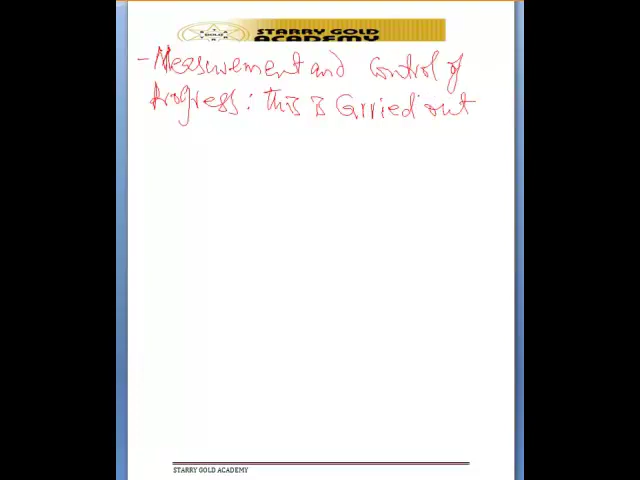 STARRY GOLD
ACADEMY
- Measurement and Control of
Progress: this is Carried out
STARRY GOLD ACADEMY